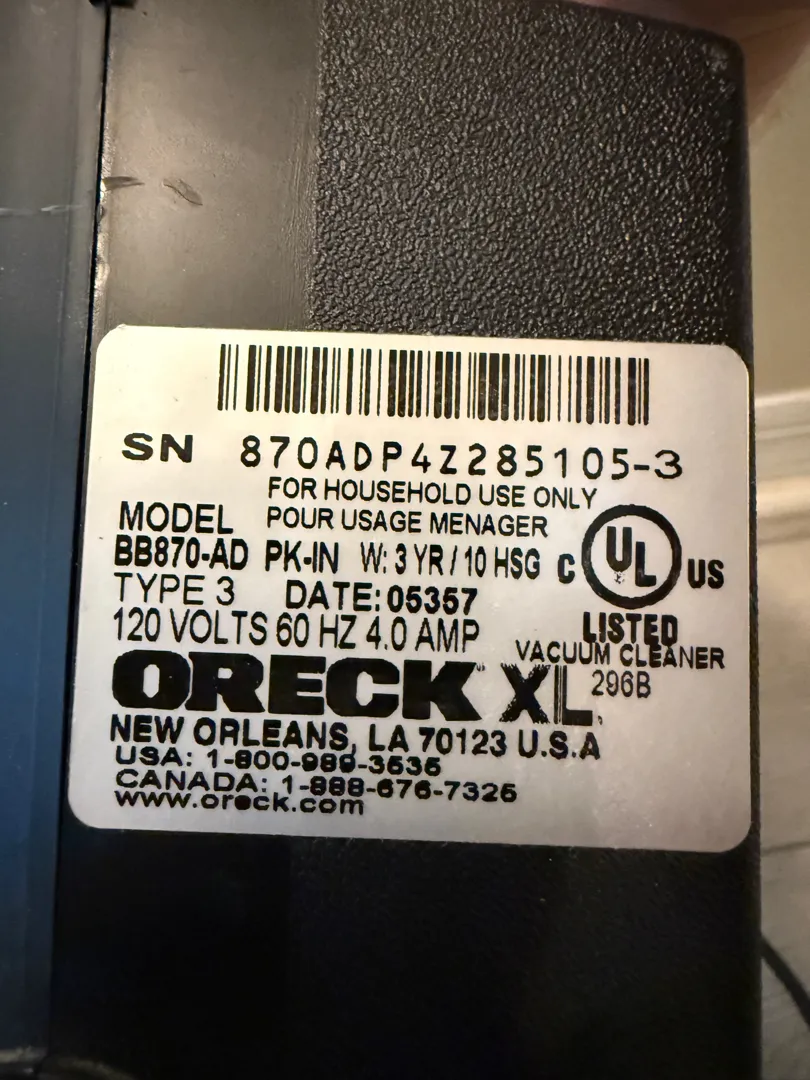 SN 870ADP4Z285105-3
FOR HOUSEHOLD USE ONLY
MODEL POUR USAGE MENAGER
BB870-AD PK-IN W: 3 YR / 10 HSG
C UL US
TYPE 3 DATE: 05357
LISTED
120 VOLTS 60 HZ 4.0 AMP
VACUUM CLEANER
296B
ORECK XL
NEW ORLEANS, LA 70123 U.S.A
USA: 1-800-989-3535
CANADA: 1-888-676-7325
www.oreck.com